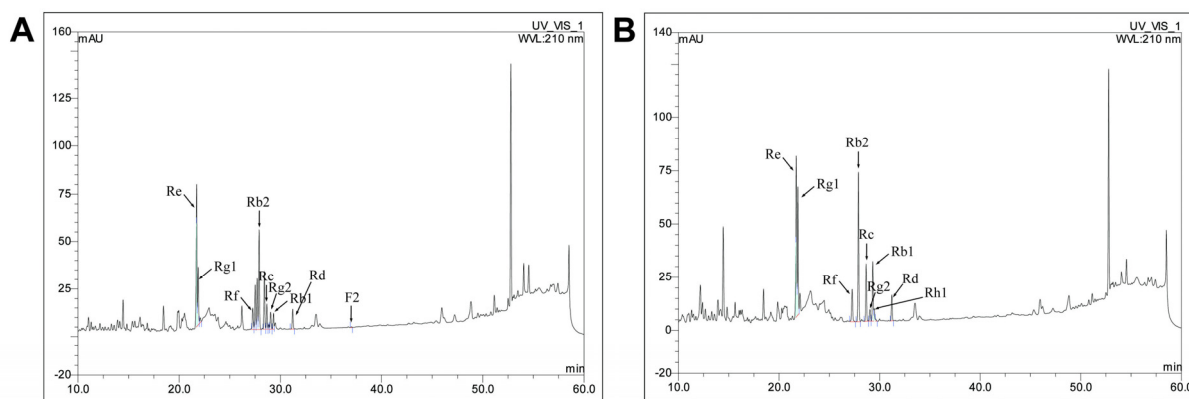 A
UV_VIS_1
WVL:210 nm
mAU
160
125
100
75
50
25
-20
Re
Rg1
Rf
Rb2
Rc
Rg2
Rb1
Rd
F2
min
10.0 20.0 30.0 40.0 50.0 60.0
B
UV_VIS_1
WVL:210 nm
mAU
140
100
75
50
25
0
-20
Re
Rg1
Rb2
Rf
Rc
Rg2
Rb1
Rd
Rh1
min
10.0 20.0 30.0 40.0 50.0 60.0